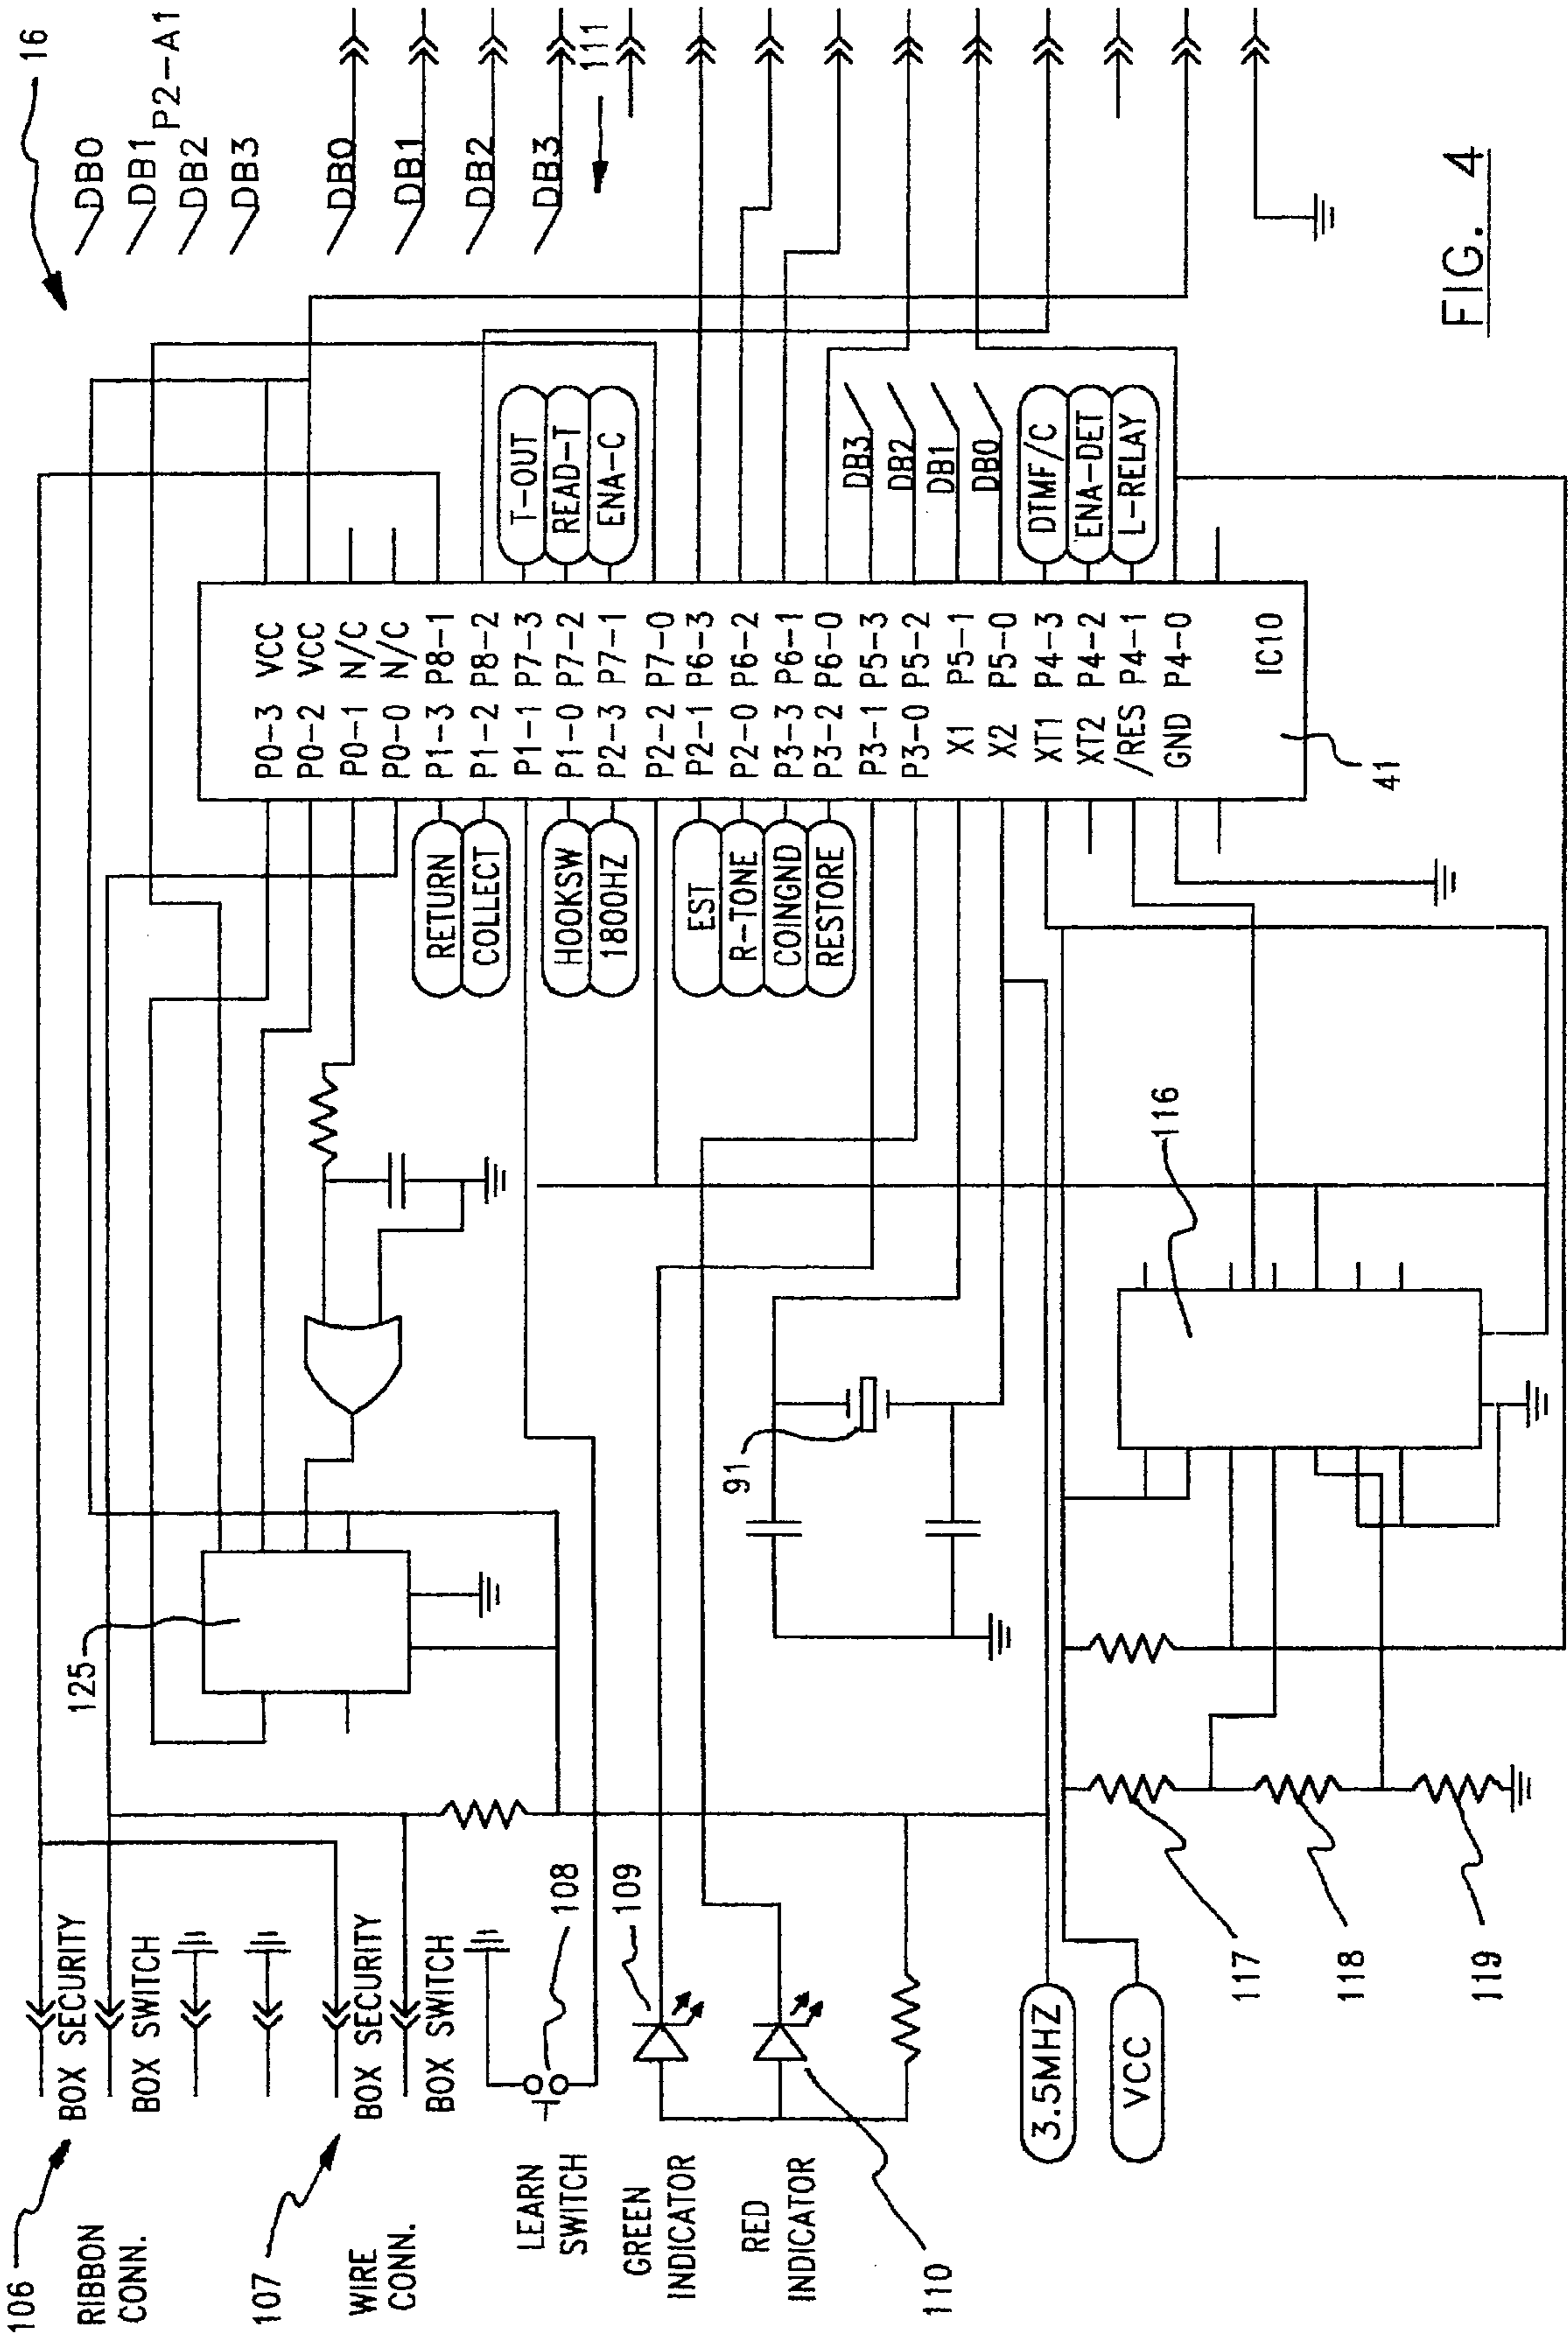 16
DB0
DB1
P2-A1
DB2
DB3
DB0
DB1
DB2
DB3
111
106
RIBBON
CONN.
BOX SECURITY
BOX SWITCH
107
WIRE
CONN.
BOX SECURITY
BOX SWITCH
125
LEARN
SWITCH
108
GREEN
INDICATOR
109
RED
INDICATOR
110
91
3.5MHZ
VCC
117
118
119
116
RETURN
COLLECT
HOOKSW
1800HZ
EST
R-TONE
COINGND
RESTORE
P0-3 VCC
P0-2 VCC
P0-1 N/C
P0-0 N/C
P1-3 P8-1
P1-2 P8-2
P1-1 P7-3
P1-0 P7-2
P2-3 P7-1
P2-2 P7-0
P2-1 P6-3
P2-0 P6-2
P3-3 P6-1
P3-2 P6-0
P3-1 P5-3
P3-0 P5-2
X1 P5-1
X2 P5-0
XT1 P4-3
XT2 P4-2
/RES P4-1
GND P4-0
IC10
41
T-OUT
READ-T
ENA-C
DB3
DB2
DB1
DB0
DTMF/C
ENA-DET
L-RELAY
FIG. 4